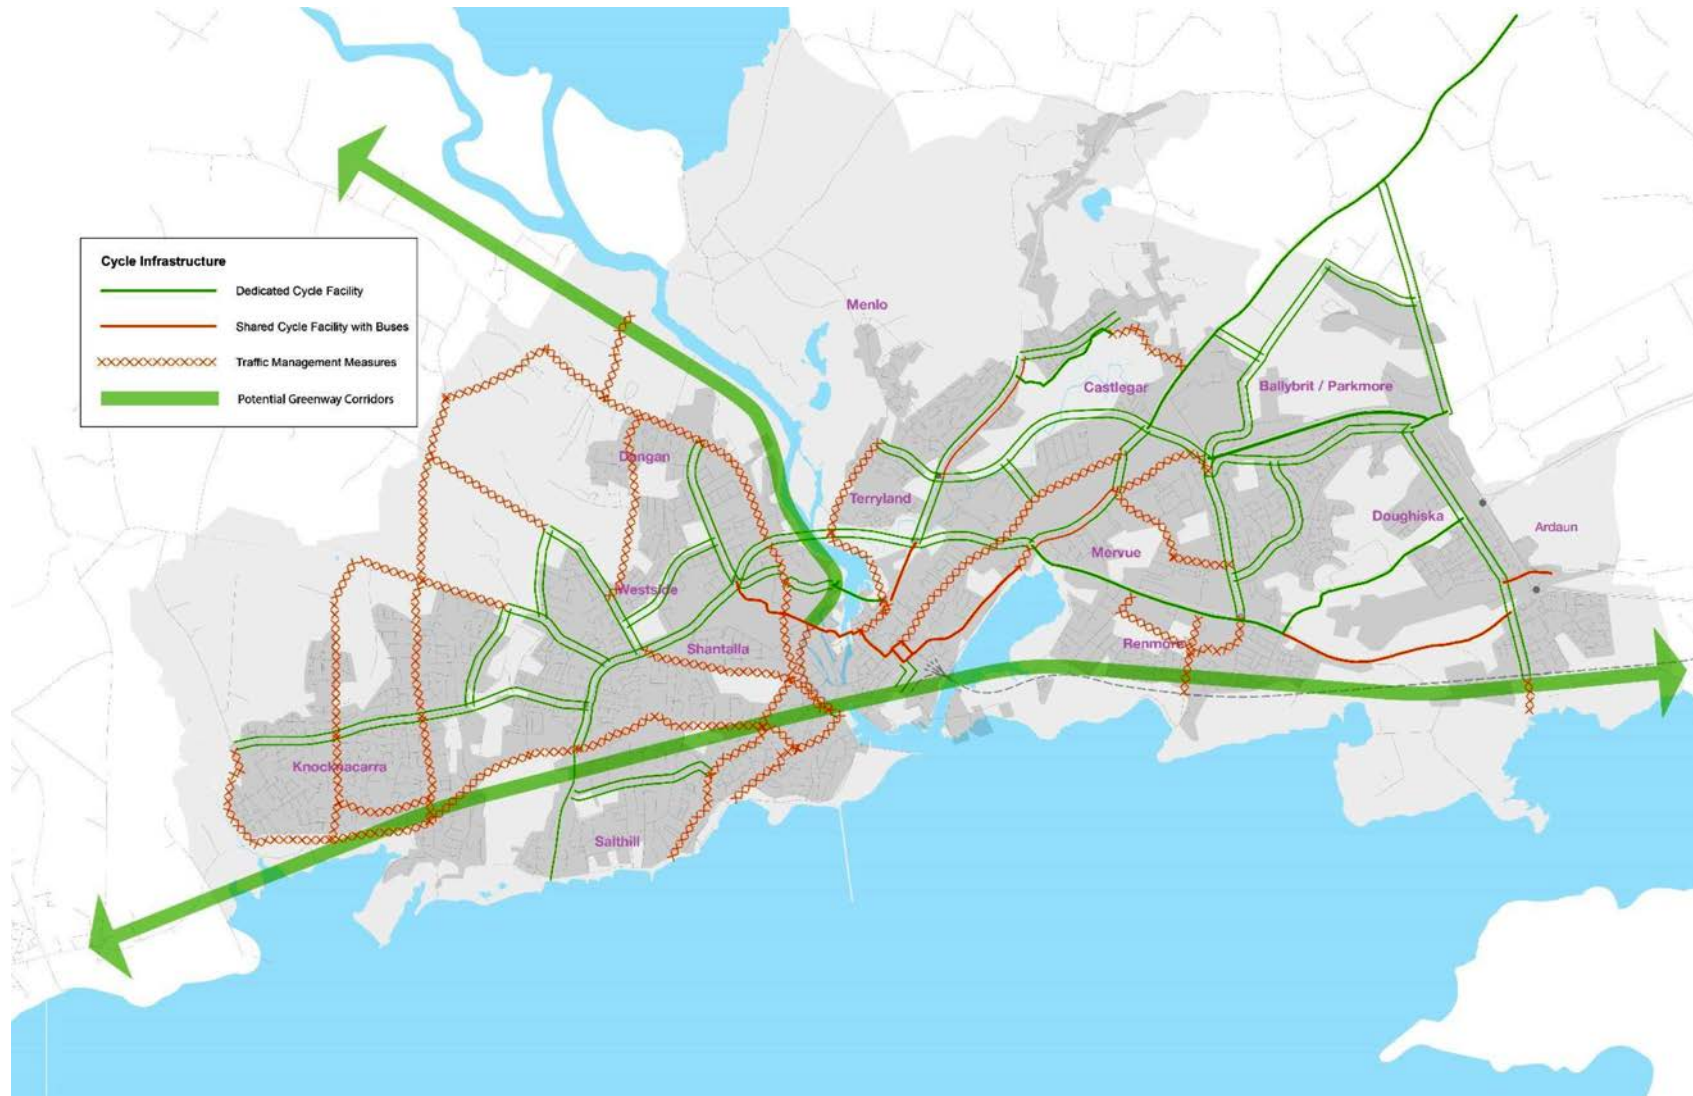 Cycle Infrastructure
Dedicated Cycle Facility
Shared Cycle Facility with Buses
Traffic Management Measures
Potential Greenway Corridors
Menlo
Castlegar
Ballybrit / Parkmore
Dangan
Terryland
Doughiska
Ardaun
Mervue
Westside
Shantalla
Renmore
Knocknacarra
Salthill